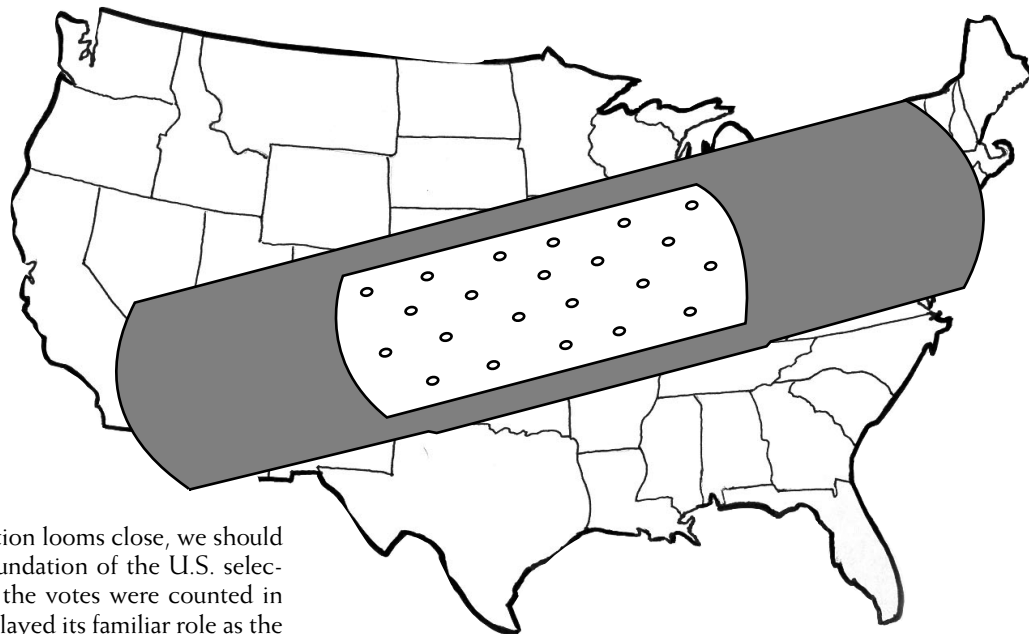 tion looms close, we should
undation of the U.S. selec-
the votes were counted in
layed its familiar role as the